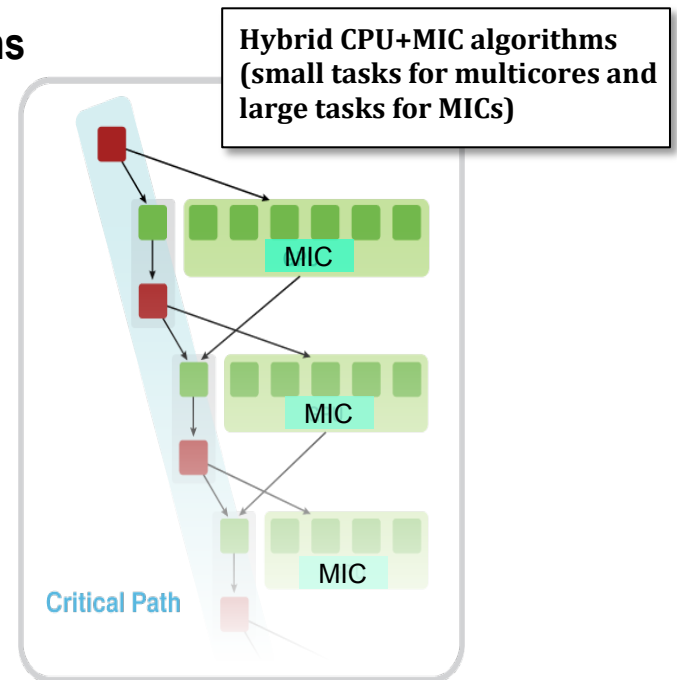 Hybrid CPU+MIC algorithms
(small tasks for multicores and
large tasks for MICs)
MIC
MIC
MIC
Critical Path